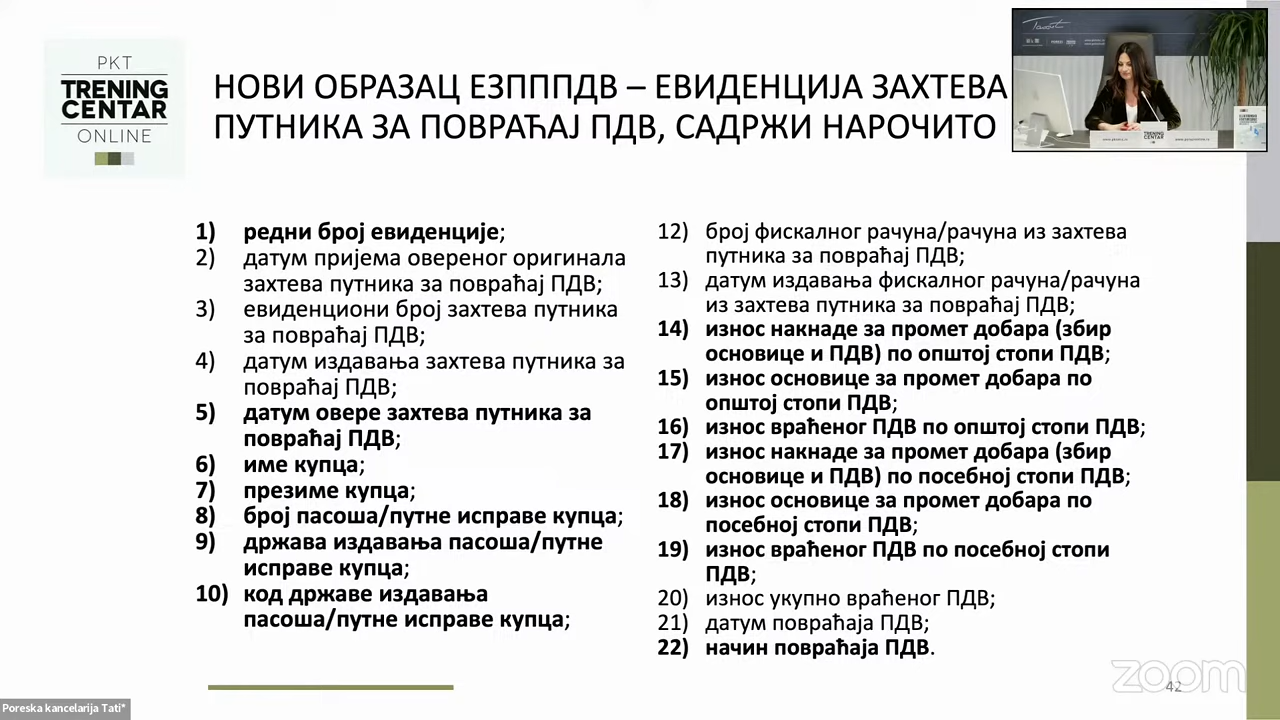 PKT
TRENING
CENTAR
ONLINE
НОВИ ОБРАЗАЦ ЕЗПППДВ – ЕВИДЕНЦИЈА ЗАХТЕВА
ПУТНИКА ЗА ПОВРАЋАЈ ПДВ, САДРЖИ НАРОЧИТО
1) редни број евиденције;
2) датум пријема овереног оригинала
захтева путника за повраћај ПДВ;
3) евиденциони број захтева путника
за повраћај ПДВ;
4) датум издавања захтева путника за
повраћај ПДВ;
5) датум овере захтева путника за
повраћај ПДВ;
6) име купца;
7) презиме купца;
8) број пасоша/путне исправе купца;
9) држава издавања пасоша/путне
исправе купца;
10) код државе издавања
пасоша/путне исправе купца;
12) број фискалног рачуна/рачуна из захтева
путника за повраћај ПДВ;
13) датум издавања фискалног рачуна/рачуна
из захтева путника за повраћај ПДВ;
14) износ накнаде за промет добара (збир
основице и ПДВ) по општој стопи ПДВ;
15) износ основице за промет добара по
општој стопи ПДВ;
16) износ враћеног ПДВ по општој стопи ПДВ;
17) износ накнаде за промет добара (збир
основице и ПДВ) по посебној стопи ПДВ;
18) износ основице за промет добара по
посебној стопи ПДВ;
19) износ враћеног ПДВ по посебној стопи
ПДВ;
20) износ укупно враћеног ПДВ;
21) датум повраћаја ПДВ;
22) начин повраћаја ПДВ.
42
zoom
Poreska kancelarija Tati*
TRENING
CENTAR